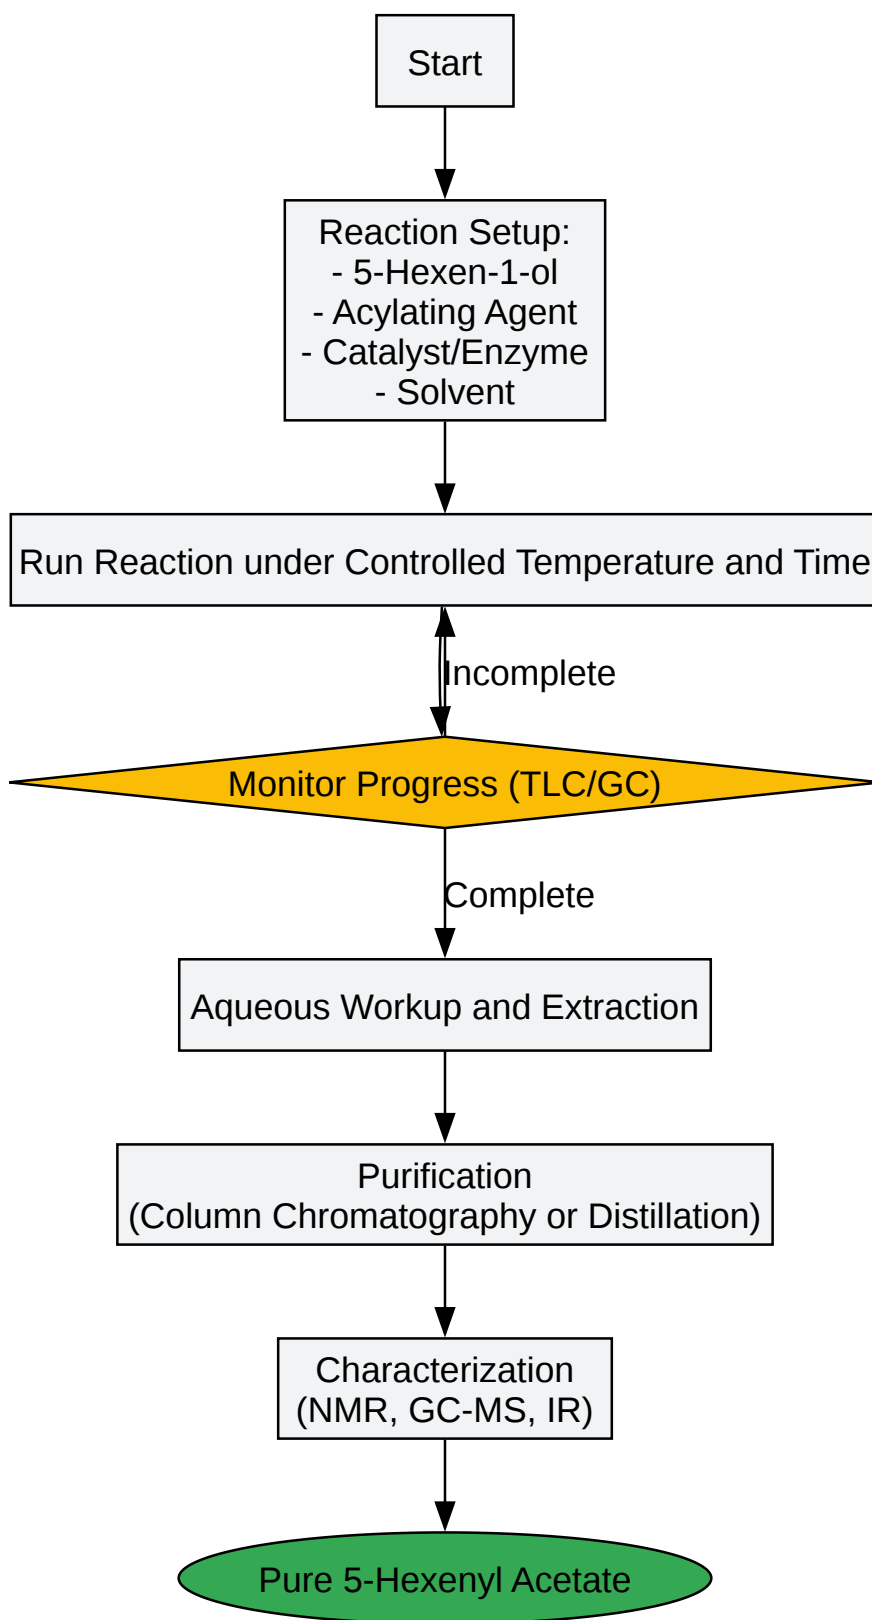 Start
Reaction Setup:
- 5-Hexen-1-ol
- Acylating Agent
- Catalyst/Enzyme
- Solvent
Run Reaction under Controlled Temperature and Time
Incomplete
Monitor Progress (TLC/GC)
Complete
Aqueous Workup and Extraction
Purification
(Column Chromatography or Distillation)
Characterization
(NMR, GC-MS, IR)
Pure 5-Hexenyl Acetate